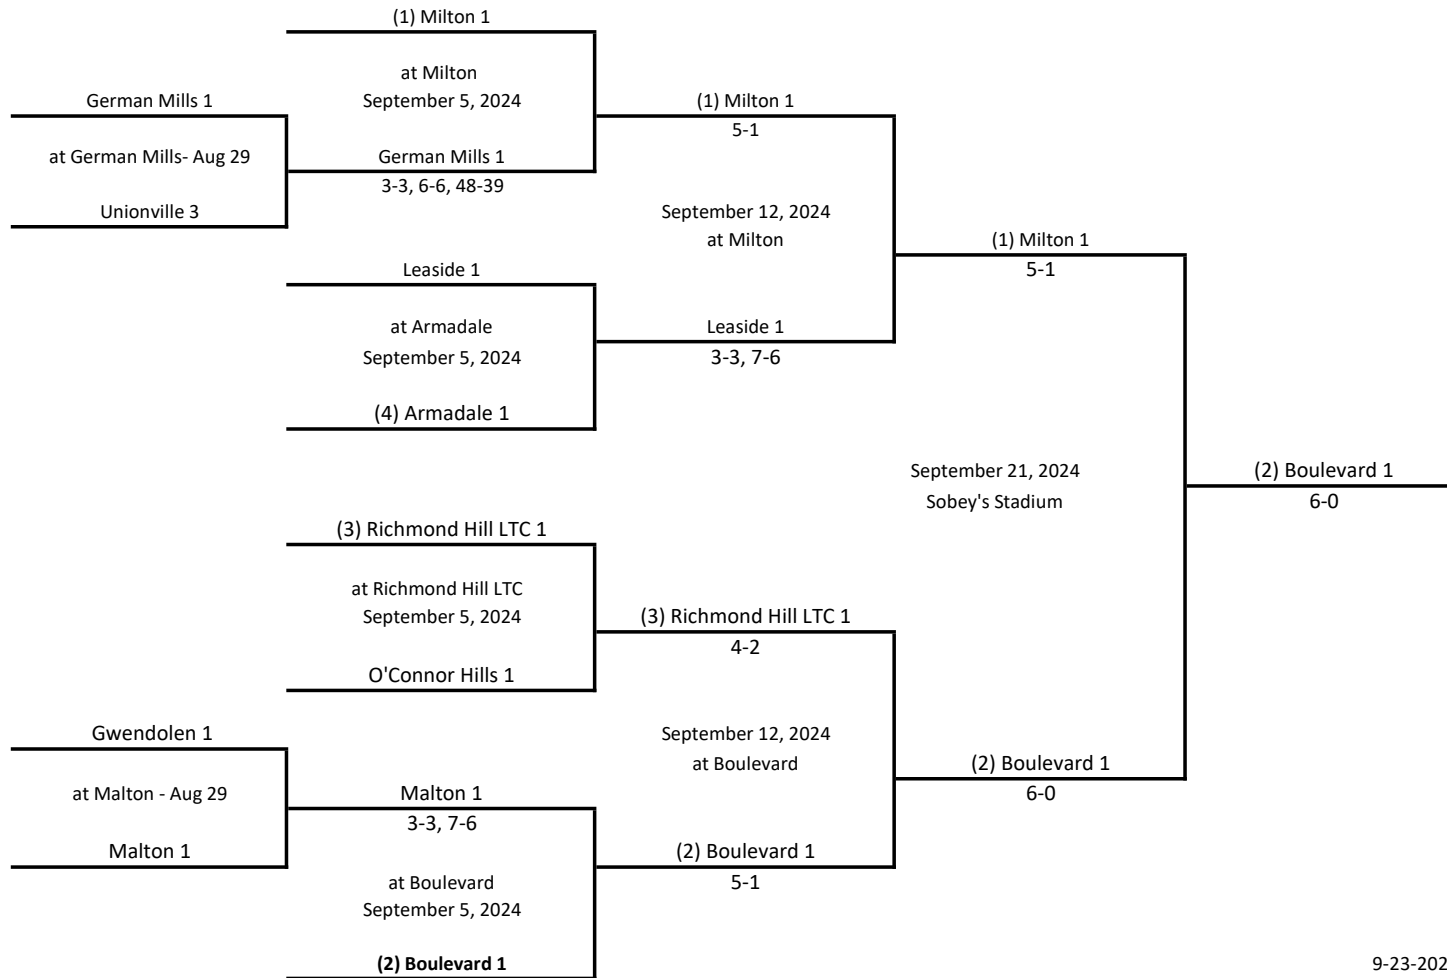 (1) Milton 1
at Milton
September 5, 2024
German Mills 1
(1) Milton 1
5-1
at German Mills- Aug 29
German Mills 1
3-3, 6-6, 48-39
Unionville 3
September 12, 2024
at Milton
(1) Milton 1
5-1
Leaside 1
at Armadale
September 5, 2024
Leaside 1
3-3, 7-6
(4) Armadale 1
September 21, 2024
Sobey's Stadium
(2) Boulevard 1
6-0
(3) Richmond Hill LTC 1
at Richmond Hill LTC
September 5, 2024
(3) Richmond Hill LTC 1
4-2
O'Connor Hills 1
Gwendolen 1
September 12, 2024
at Boulevard
(2) Boulevard 1
6-0
at Malton - Aug 29
Malton 1
3-3, 7-6
Malton 1
(2) Boulevard 1
5-1
at Boulevard
September 5, 2024
(2) Boulevard 1
9-23-202